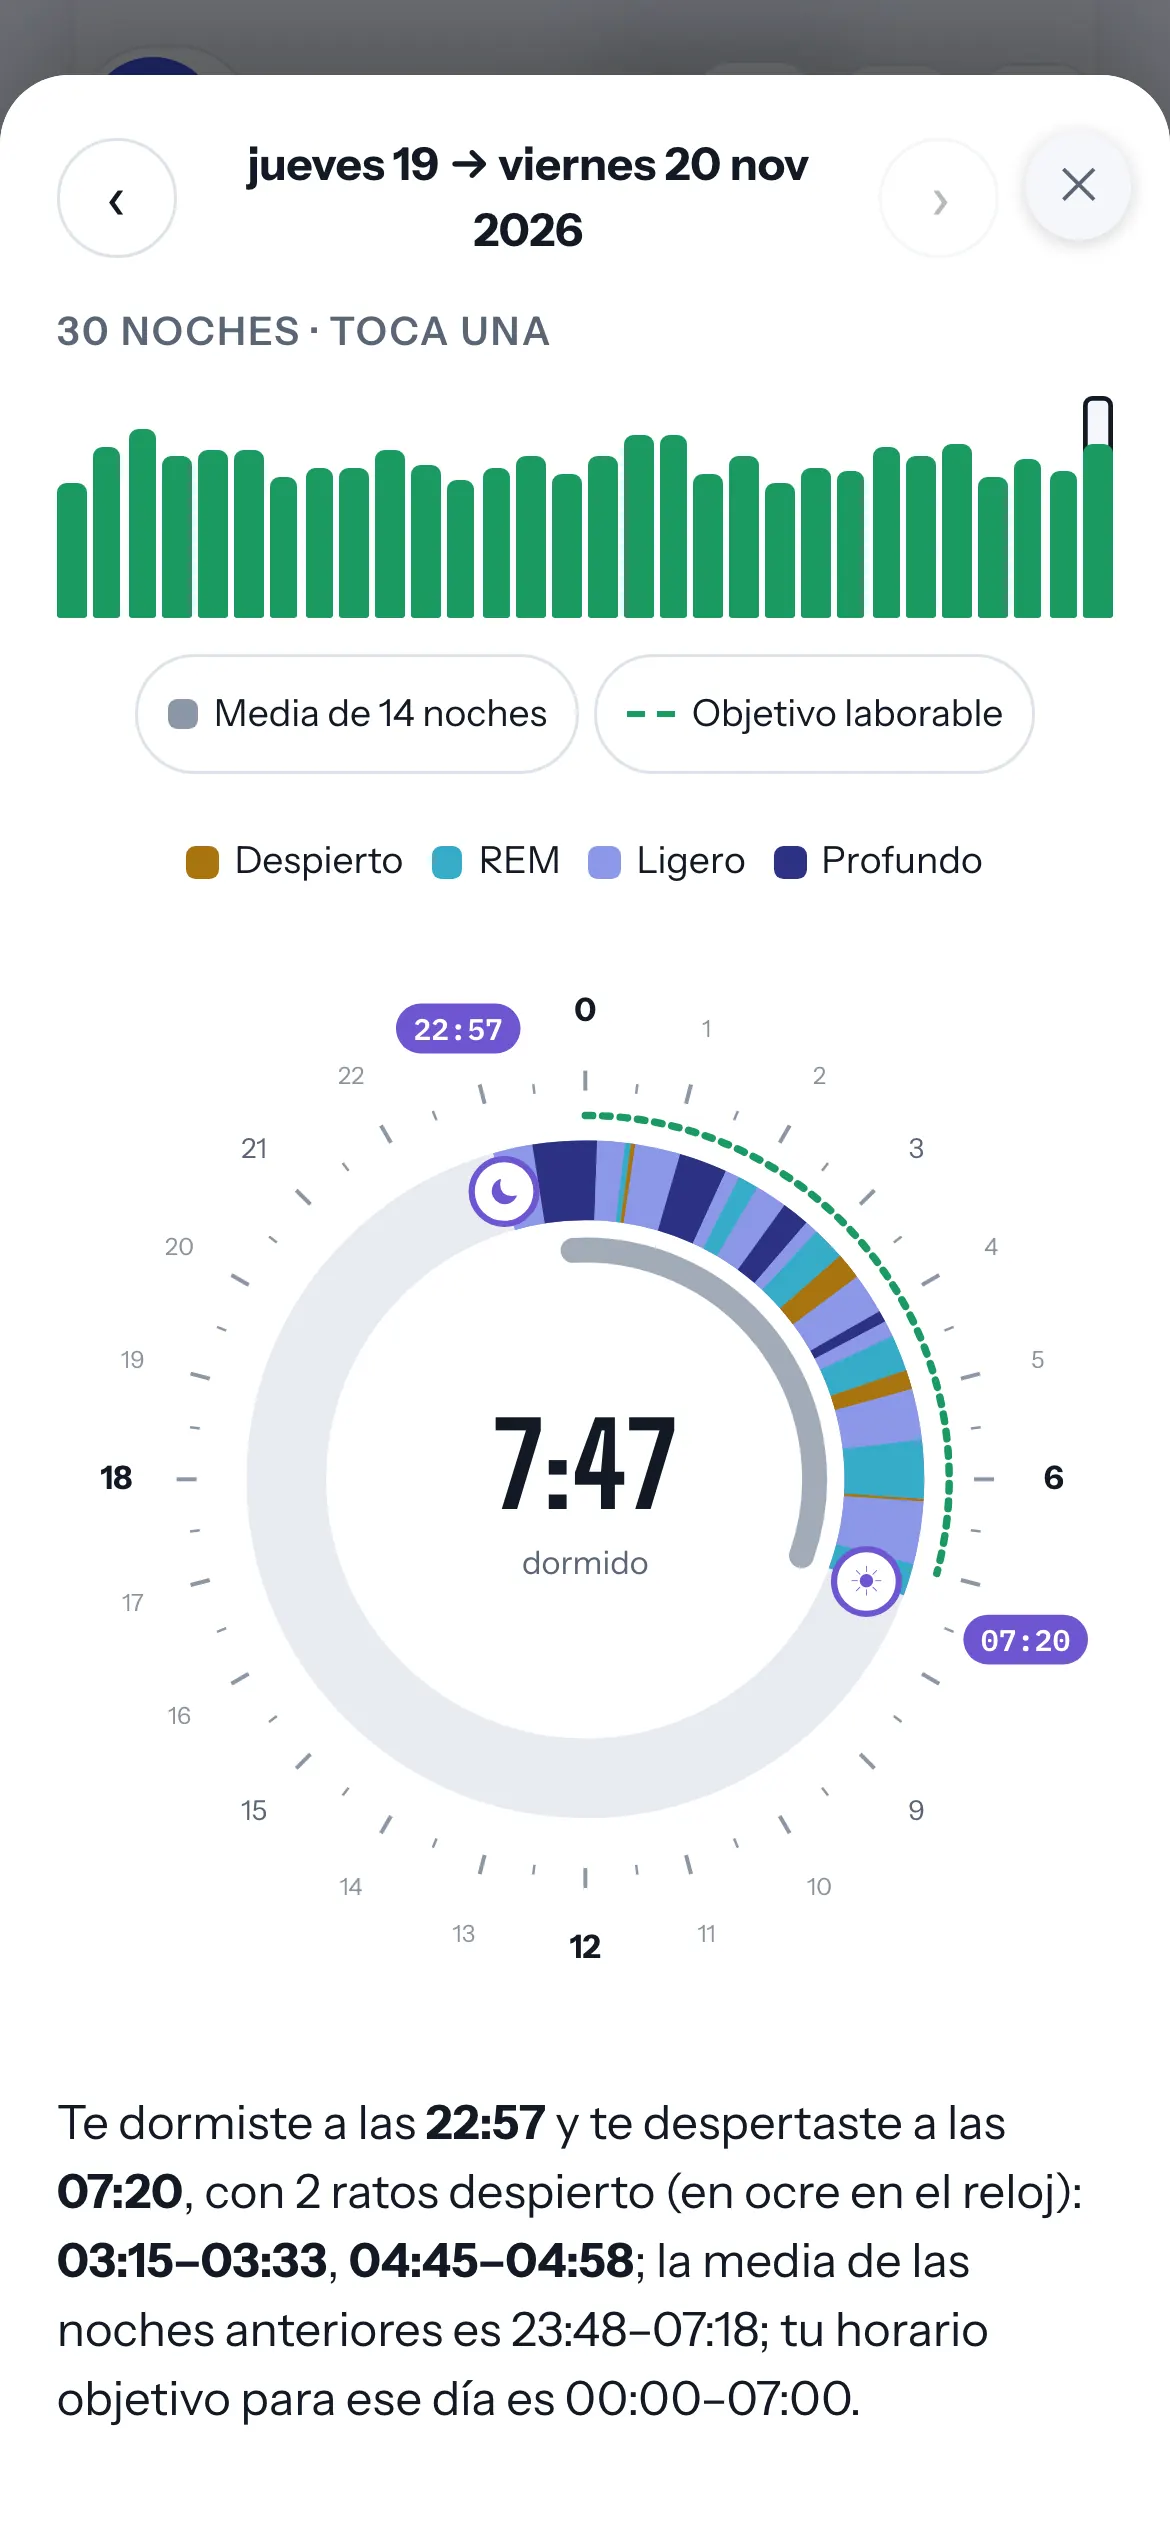 jueves 19 → viernes 20 nov
2026
30 NOCHES · TOCA UNA
Media de 14 noches
Objetivo laborable
Despierto
REM
Ligero
Profundo
22:57
0
1
2
3
4
5
6
07:20
9
10
11
12
13
14
15
16
17
18
19
20
21
22
7:47
dormido
Te dormiste a las 22:57 y te despertaste a las
07:20, con 2 ratos despierto (en ocre en el reloj):
03:15–03:33, 04:45–04:58; la media de las
noches anteriores es 23:48–07:18; tu horario
objetivo para ese día es 00:00–07:00.